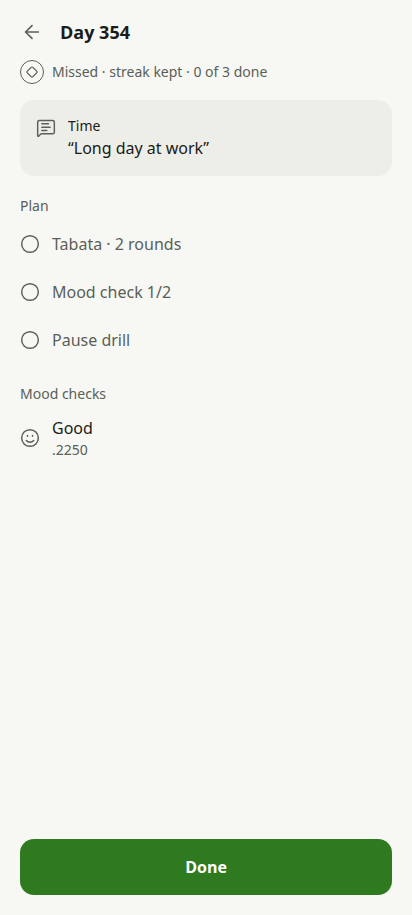 Day 354
Missed · streak kept · 0 of 3 done
Time
“Long day at work”
Plan
Tabata · 2 rounds
Mood check 1/2
Pause drill
Mood checks
Good
.2250
Done